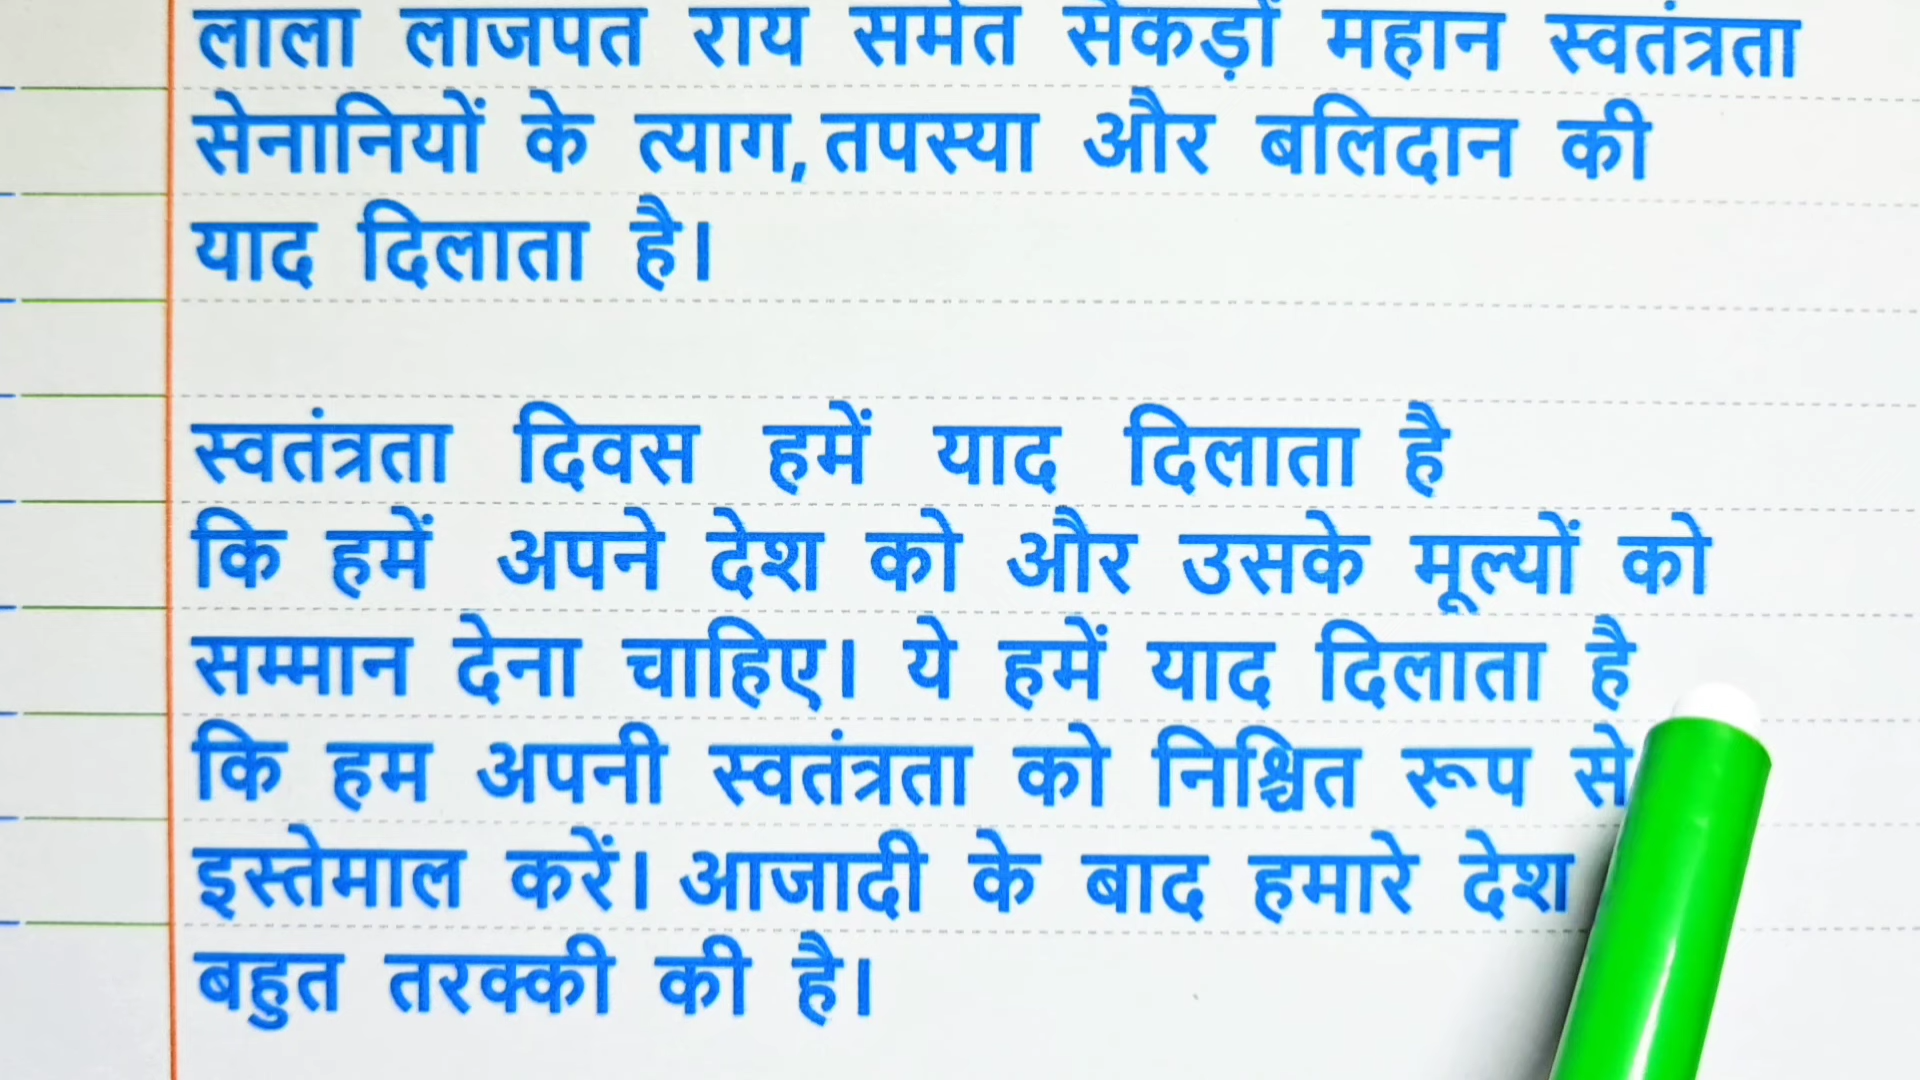 लाला लाजपत राय समेत सैकड़ों महान स्वतंत्रता
सेनानियों के त्याग, तपस्या और बलिदान की
याद दिलाता है।
स्वतंत्रता दिवस हमें याद दिलाता है
कि हमें अपने देश को और उसके मूल्यों को
सम्मान देना चाहिए। ये हमें याद दिलाता है
कि हम अपनी स्वतंत्रता को निश्चित रूप से
इस्तेमाल करें। आजादी के बाद हमारे देश
बहुत तरक्की की है।